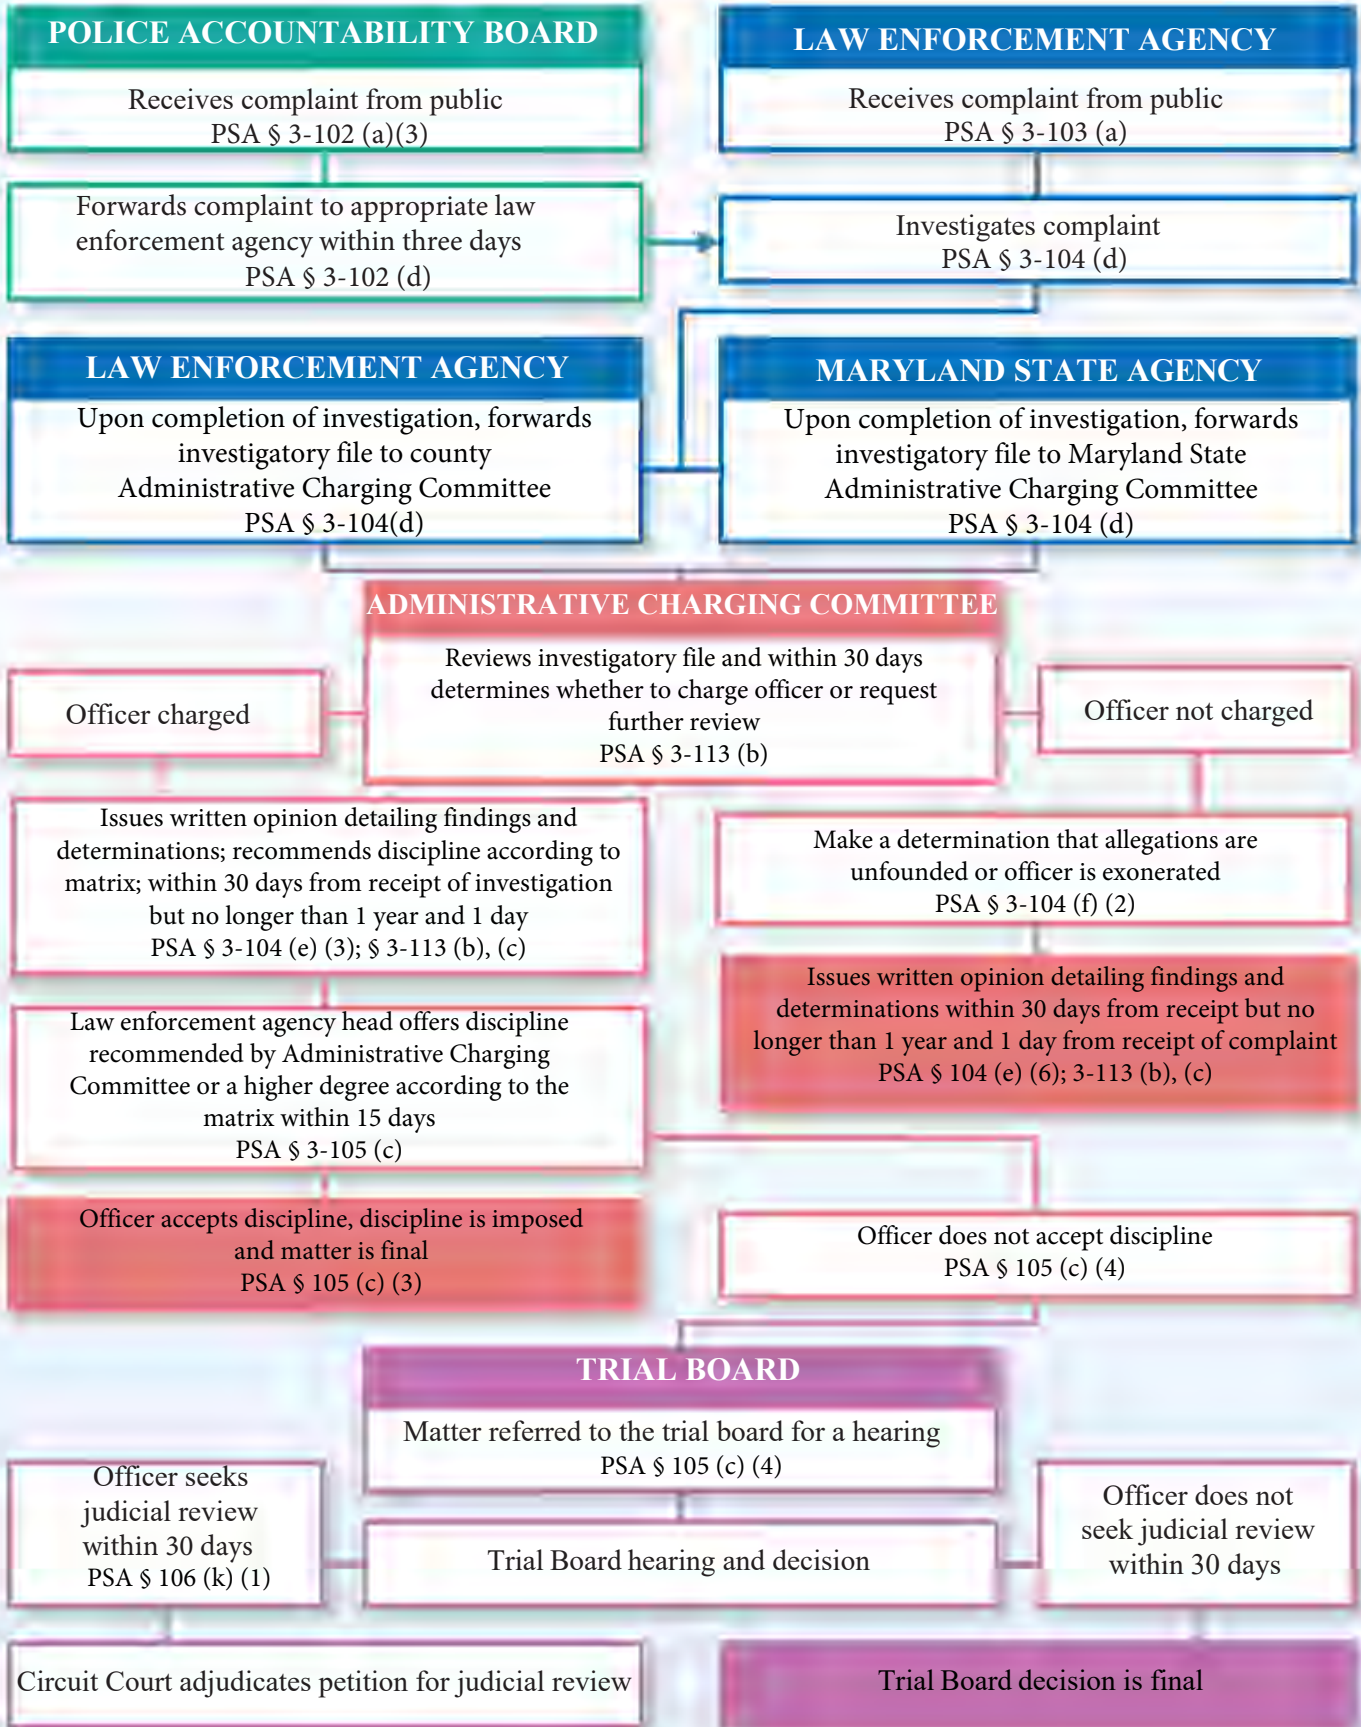 POLICE ACCOUNTABILITY BOARD
Receives complaint from public
PSA § 3-102 (a)(3)
Forwards complaint to appropriate law
enforcement agency within three days
PSA § 3-102 (d)
LAW ENFORCEMENT AGENCY
Receives complaint from public
PSA § 3-103 (a)
Investigates complaint
PSA § 3-104 (d)
LAW ENFORCEMENT AGENCY
Upon completion of investigation, forwards
investigatory file to county
Administrative Charging Committee
PSA § 3-104(d)
MARYLAND STATE AGENCY
Upon completion of investigation, forwards
investigatory file to Maryland State
Administrative Charging Committee
PSA § 3-104 (d)
ADMINISTRATIVE CHARGING COMMITTEE
Reviews investigatory file and within 30 days
determines whether to charge officer or request
further review
PSA § 3-113 (b)
Officer charged
Officer not charged
Issues written opinion detailing findings and
determinations; recommends discipline according to
matrix; within 30 days from receipt of investigation
but no longer than 1 year and 1 day
PSA § 3-104 (e) (3); § 3-113 (b), (c)
Make a determination that allegations are
unfounded or officer is exonerated
PSA § 3-104 (f) (2)
Law enforcement agency head offers discipline
recommended by Administrative Charging
Committee or a higher degree according to the
matrix within 15 days
PSA § 3-105 (c)
Issues written opinion detailing findings and
determinations within 30 days from receipt but no
longer than 1 year and 1 day from receipt of complaint
PSA § 104 (e) (6); 3-113 (b), (c)
Officer accepts discipline, discipline is imposed
and matter is final
PSA § 105 (c) (3)
Officer does not accept discipline
PSA § 105 (c) (4)
TRIAL BOARD
Matter referred to the trial board for a hearing
PSA § 105 (c) (4)
Officer seeks
judicial review
within 30 days
PSA § 106 (k) (1)
Trial Board hearing and decision
Officer does not
seek judicial review
within 30 days
Circuit Court adjudicates petition for judicial review
Trial Board decision is final